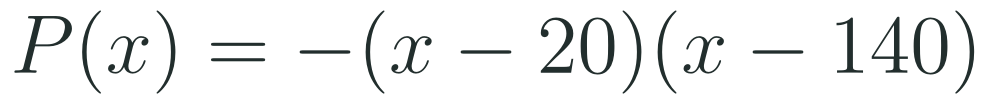 P(x) = −(x − 20)(x − 140)